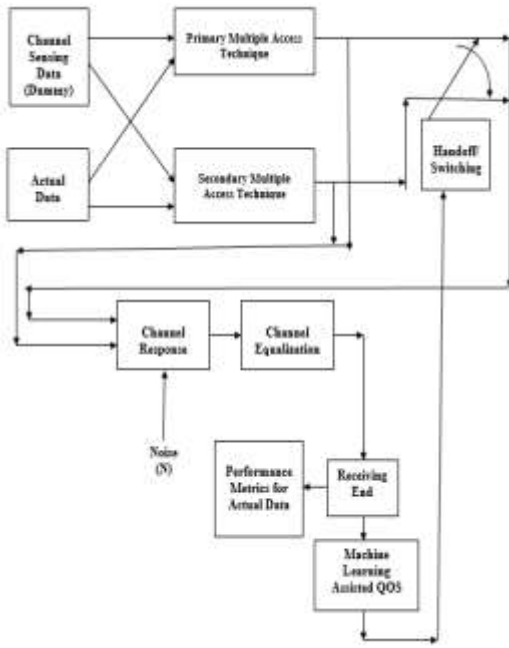 Channel
Sensing
Data
(Dummy)
Primary Multiple Access
Technique
Actual
Data
Secondary Multiple
Access Technique
Handoff/
Switching
Channel
Response
Channel
Equalization
Noise
(N)
Performance
Metrics for
Actual Data
Receiving
End
Machine
Learning
Assisted QOS